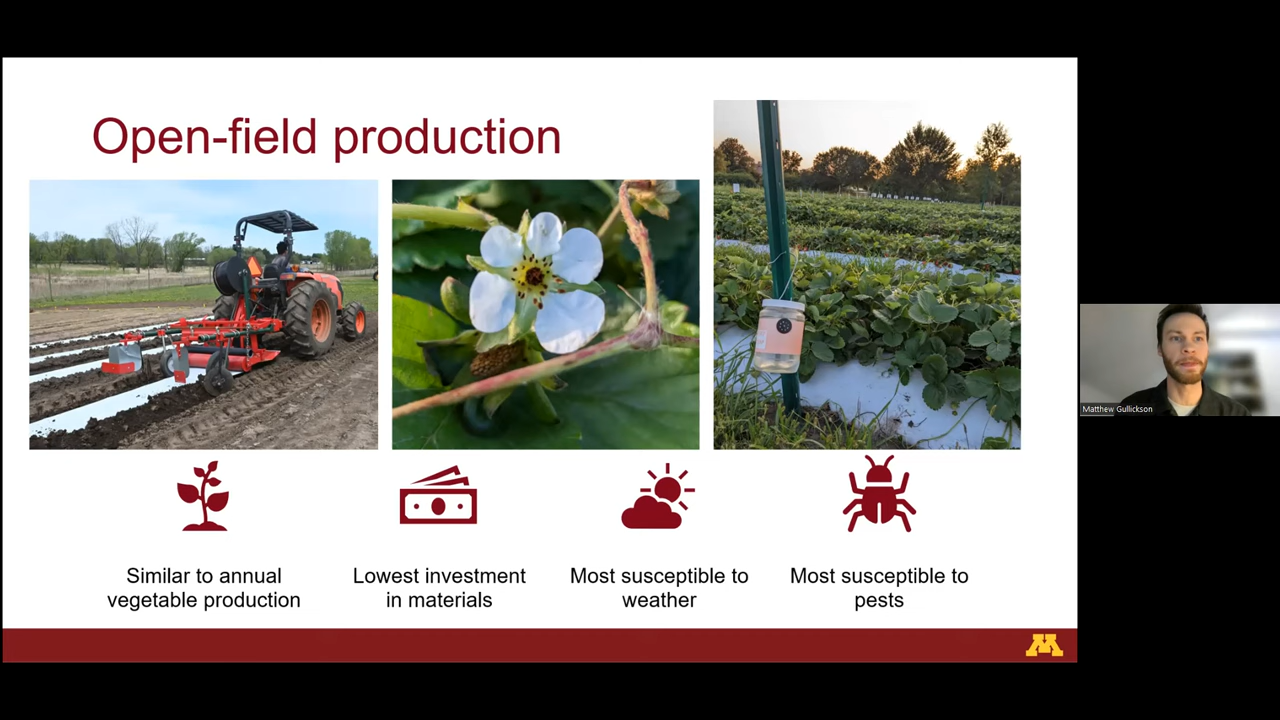 Open-field production
Similar to annual
vegetable production
Lowest investment
in materials
Most susceptible to
weather
Most susceptible to
pests
Matthew Gullickson
M